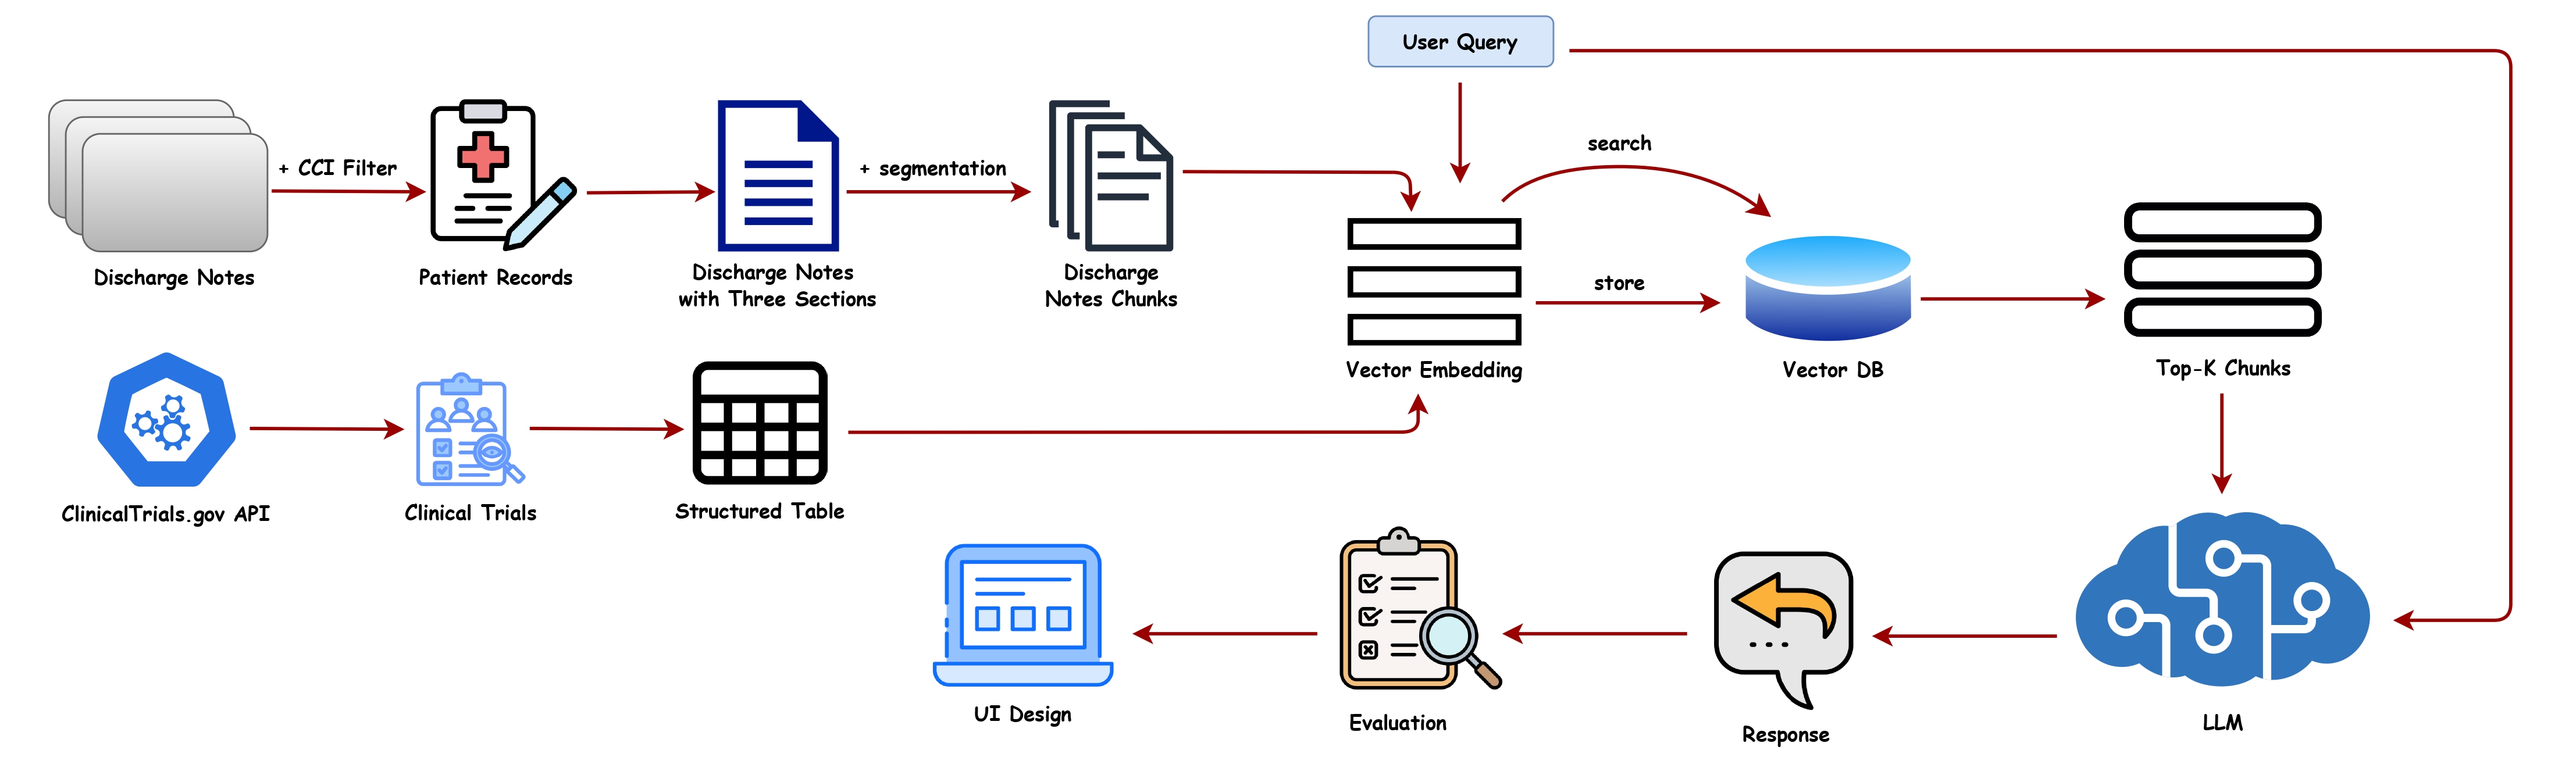 User Query
search
+ CCI Filter
+ segmentation
Discharge Notes
Patient Records
Discharge Notes
with Three Sections
Discharge
Notes Chunks
store
Vector Embedding
Vector DB
Top-K Chunks
ClinicalTrials.gov API
Clinical Trials
Structured Table
UI Design
Evaluation
Response
LLM